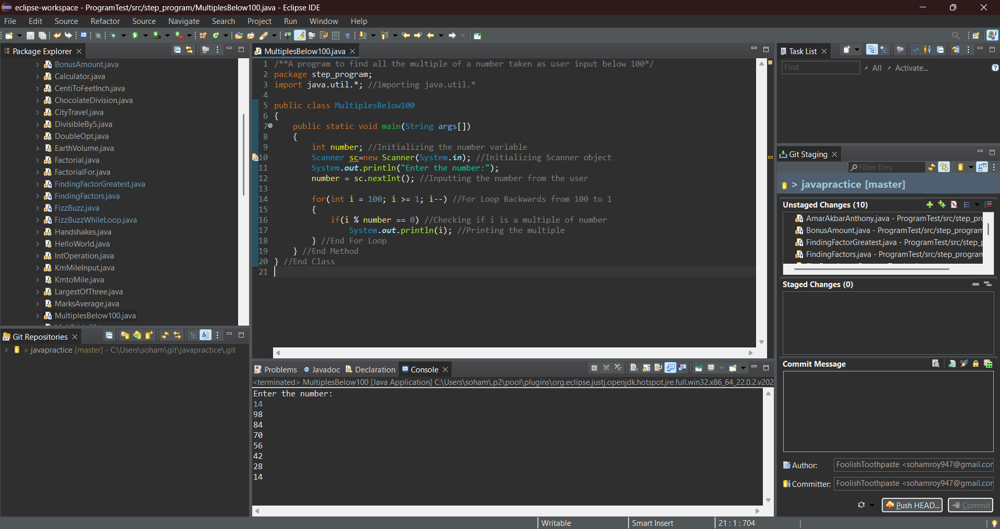 eclipse-workspace - ProgramTest/src/step_program/MultiplesBelow100.java - Eclipse IDE
File Edit Source Refactor Source Navigate Search Project Run Window Help
Package Explorer
BonusAmount.java
Calculator.java
CentiToFeetInch.java
ChocolateDivision.java
CityTravel.java
DivisibleBy5.java
DoubleOpt.java
EarthVolume.java
Factorial.java
FactorialFor.java
FindingFactorGreatest.java
FindingFactors.java
FizzBuzz.java
FizzBuzzWhileLoop.java
Handshakes.java
HelloWorld.java
IntOperation.java
KmMileInput.java
KmtoMile.java
LargestOfThree.java
MarksAverage.java
MultiplesBelow100.java
Git Repositories
> javapractice [master] - C:\Users\soham\git\javapractice\.git
MultiplesBelow100.java
1 /**A program to find all the multiple of a number taken as user input below 100*/
2 package step_program;
3 import java.util.*; //Importing java.util.*
4
5 public class MultiplesBelow100
6 {
7 public static void main(String args[])
8 {
9 int number; //Initializing the number variable
10 Scanner sc=new Scanner(System.in); //Initializing Scanner object
11 System.out.println("Enter the number:");
12 number = sc.nextInt(); //Inputting the number from the user
13
14 for(int i = 100; i >= 1; i--) //For Loop Backwards from 100 to 1
15 {
16 if(i % number == 0) //Checking if i is a multiple of number
17 System.out.println(i); //Printing the multiple
18 } //End For Loop
19 } //End Method
20 } //End Class
21
Problems Javadoc Declaration Console
<terminated> MultiplesBelow100 [Java Application] C:\Users\soham\.p2\pool\plugins\org.eclipse.justj.openjdk.hotspot.jre.full.win32.x86_64_22.0.2.v202
Enter the number:
14
98
84
70
56
42
28
14
Task List
Find
All
Activate...
Git Staging
Filter files
> javapractice [master]
Unstaged Changes (10)
AmarAkbarAnthony.java - ProgramTest/src/step_pro
BonusAmount.java - ProgramTest/src/step_program
FindingFactorGreatest.java - ProgramTest/src/step_p
FindingFactors.java - ProgramTest/src/step_program
Staged Changes (0)
Commit Message
Author: FoolishToothpaste <sohamroy947@gmail.com
Committer: FoolishToothpaste <sohamroy947@gmail.com
Push HEAD... Commit
Writable Smart Insert 21 : 1 : 704